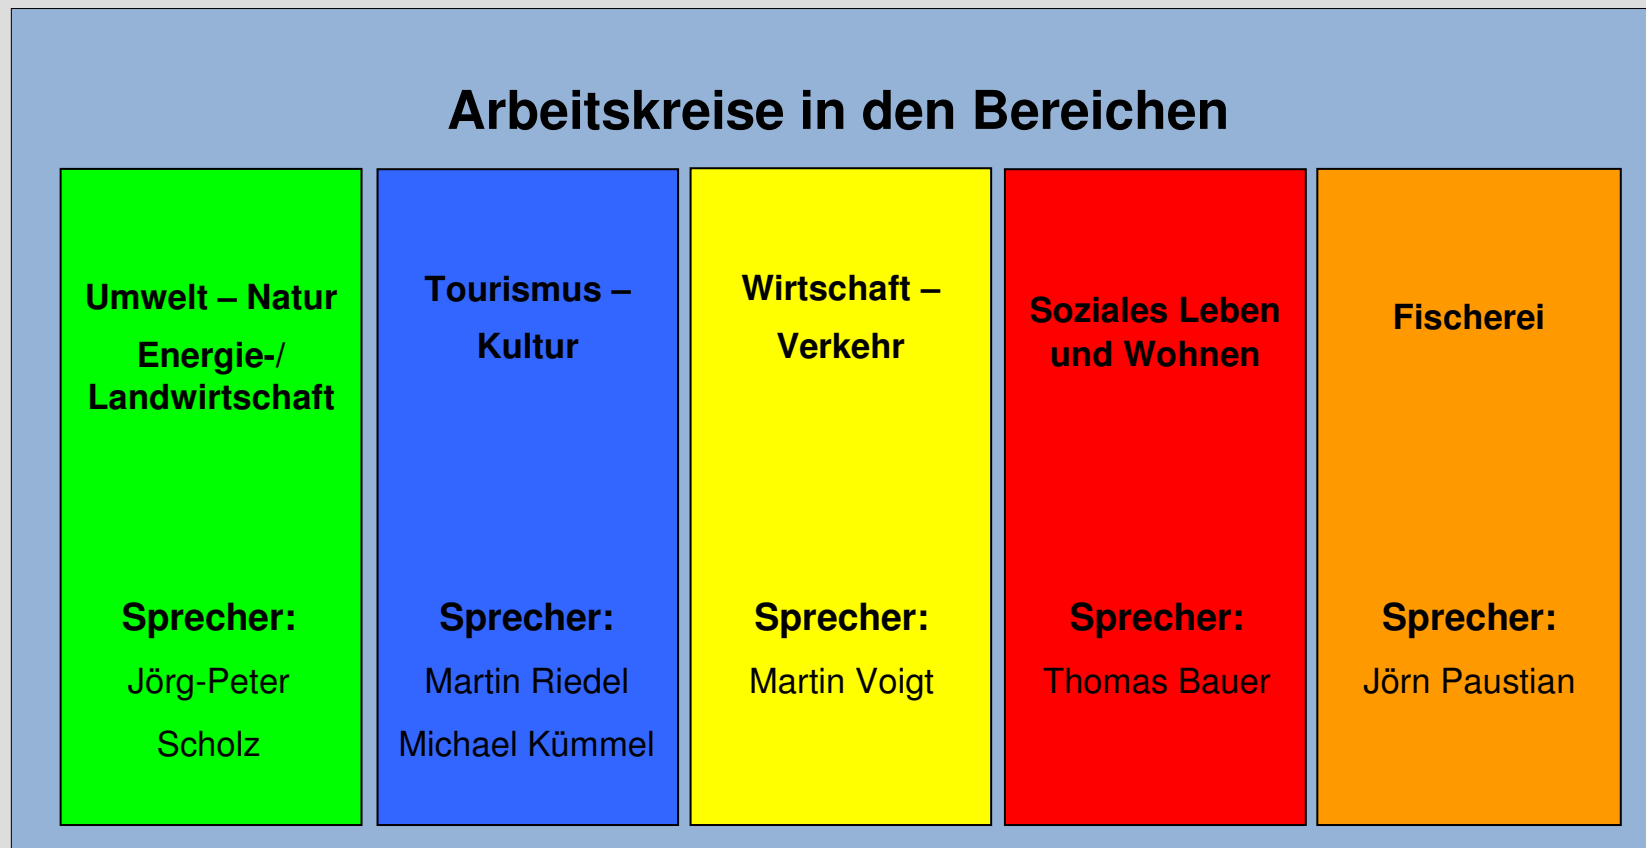 Arbeitskreise in den Bereichen
Umwelt – Natur
Energie-/
Landwirtschaft
Sprecher:
Jörg-Peter
Scholz
Tourismus –
Kultur
Sprecher:
Martin Riedel
Michael Kümmel
Wirtschaft –
Verkehr
Sprecher:
Martin Voigt
Soziales Leben
und Wohnen
Sprecher:
Thomas Bauer
Fischerei
Sprecher:
Jörn Paustian